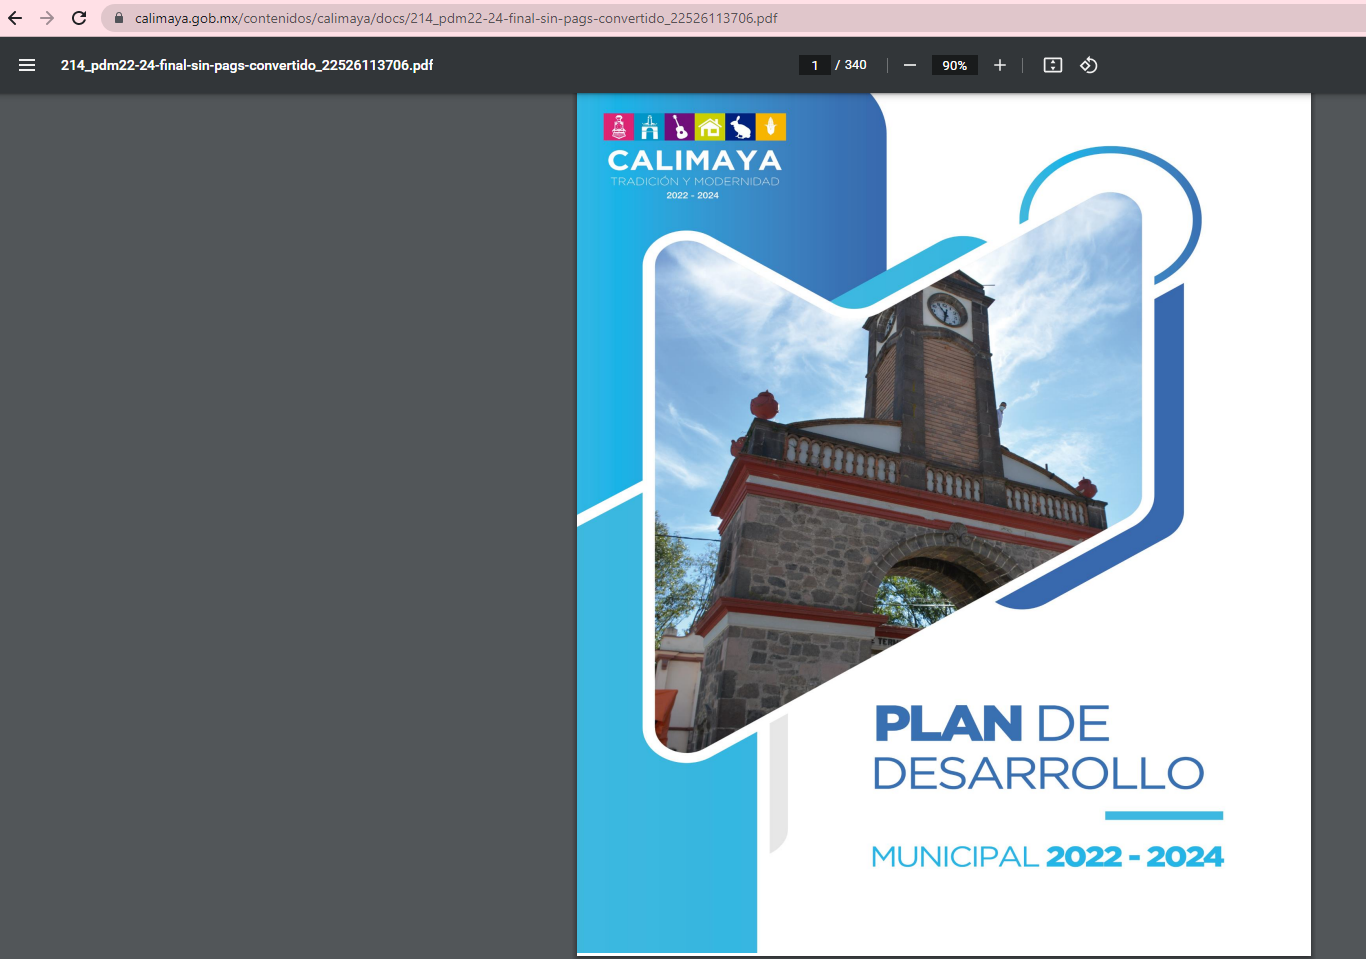 calimaya.gob.mx/contenidos/calimaya/docs/214_pdm22-24-final-sin-pags-convertido_22526113706.pdf
214_pdm22-24-final-sin-pags-convertido_22526113706.pdf
1 / 340
90%
CALIMAYA
TRADICIÓN Y MODERNIDAD
2022 - 2024
PLAN DE
DESARROLLO
MUNICIPAL 2022 - 2024